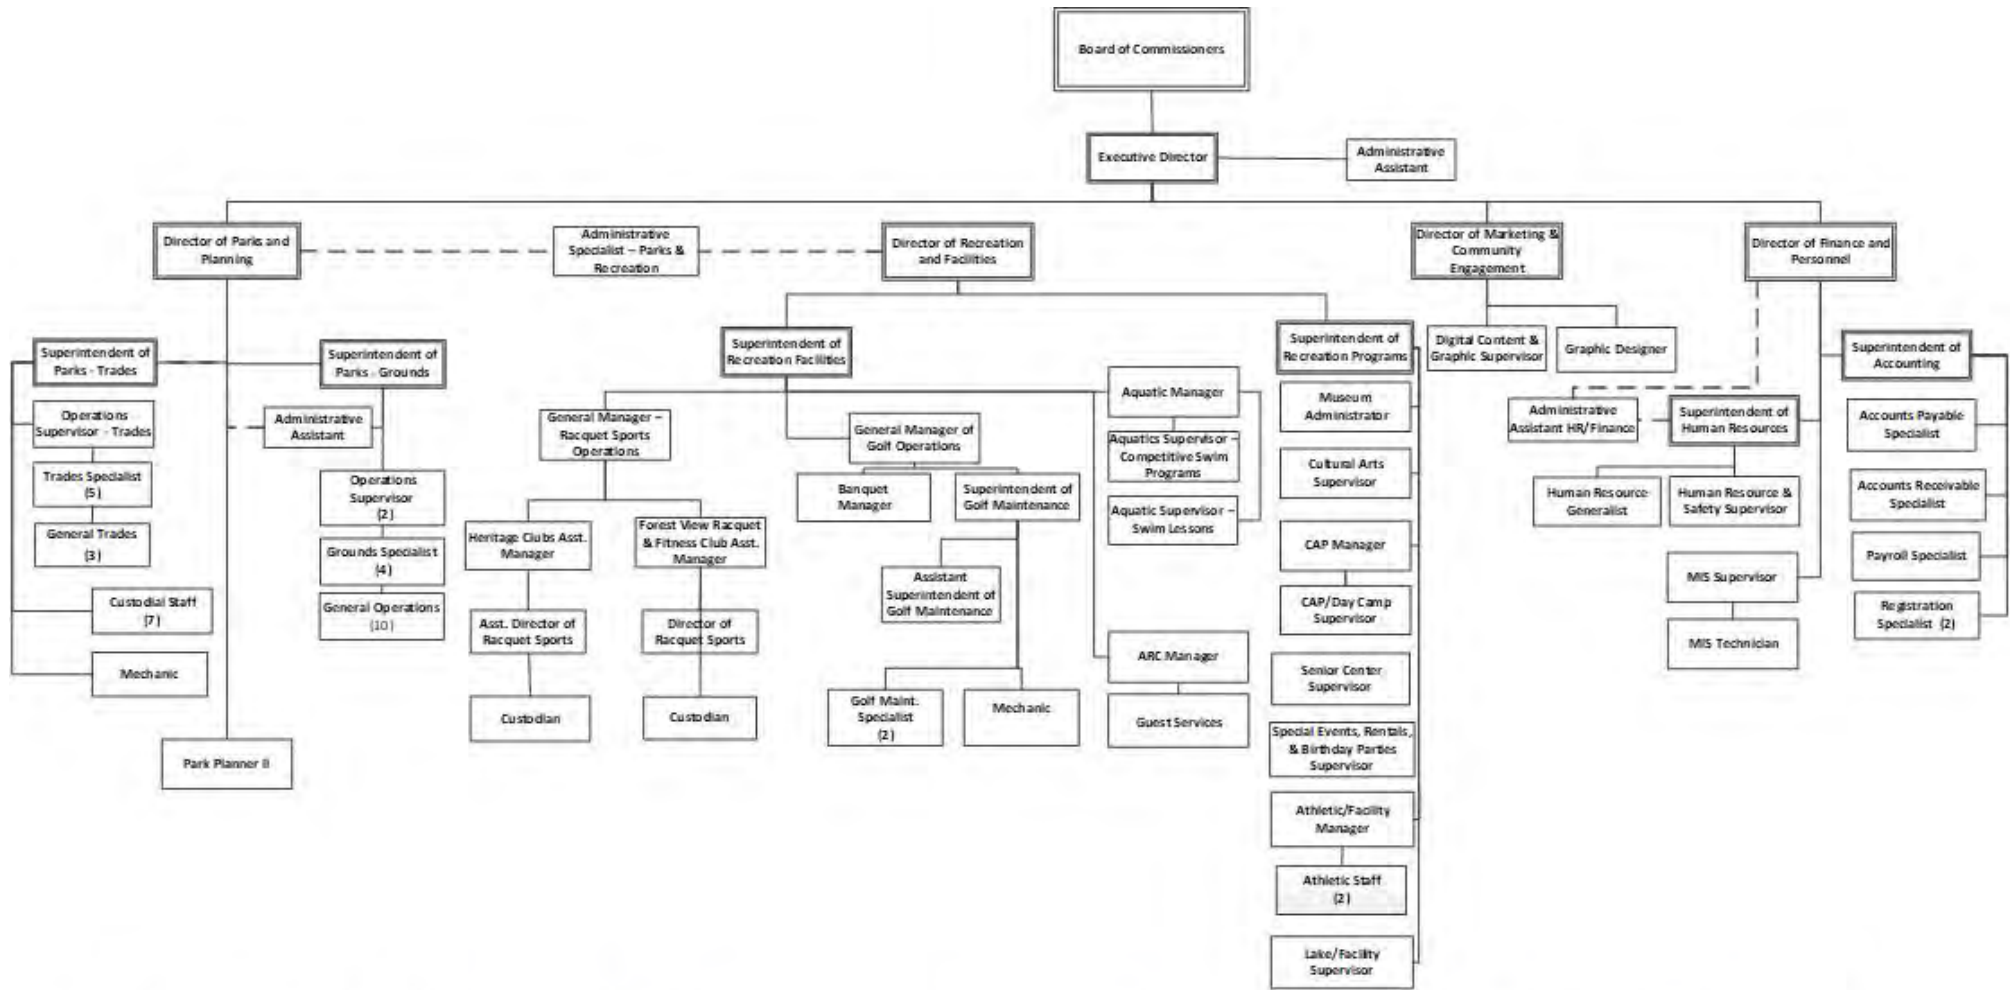 Board of Commissioners
Executive Director
Administrative
Assistant
Director of Parks and
Planning
Administrative
Specialist – Parks &
Recreation
Director of Recreation
and Facilities
Director of Marketing &
Community
Engagement
Director of Finance and
Personnel
Superintendent of
Parks - Trades
Superintendent of
Parks - Grounds
Operations
Supervisor - Trades
Administrative
Assistant
Trades Specialist
(5)
General Trades
(3)
Custodial Staff
(7)
Mechanic
Park Planner II
Operations
Supervisor
(2)
Grounds Specialist
(4)
General Operations
(10)
Superintendent of
Recreation Facilities
General Manager –
Racquet Sports
Operations
Heritage Clubs Asst.
Manager
Forest View Racquet
& Fitness Club Asst.
Manager
Asst. Director of
Racquet Sports
Director of
Racquet Sports
Custodian
Custodian
General Manager of
Golf Operations
Banquet
Manager
Superintendent of
Golf Maintenance
Assistant
Superintendent of
Golf Maintenance
Golf Maint.
Specialist
(2)
Mechanic
Aquatic Manager
Aquatics Supervisor –
Competitive Swim
Programs
Aquatic Supervisor –
Swim Lessons
ARC Manager
Guest Services
Superintendent of
Recreation Programs
Museum
Administrator
Cultural Arts
Supervisor
CAP Manager
CAP/Day Camp
Supervisor
Senior Center
Supervisor
Special Events, Rentals,
& Birthday Parties
Supervisor
Athletic/Facility
Manager
Athletic Staff
(2)
Lake/Facility
Supervisor
Digital Content &
Graphic Supervisor
Graphic Designer
Administrative
Assistant HR/Finance
Superintendent of
Human Resources
Human Resource
Generalist
Human Resource &
Safety Supervisor
MIS Supervisor
MIS Technician
Superintendent of
Accounting
Accounts Payable
Specialist
Accounts Receivable
Specialist
Payroll Specialist
Registration
Specialist (2)